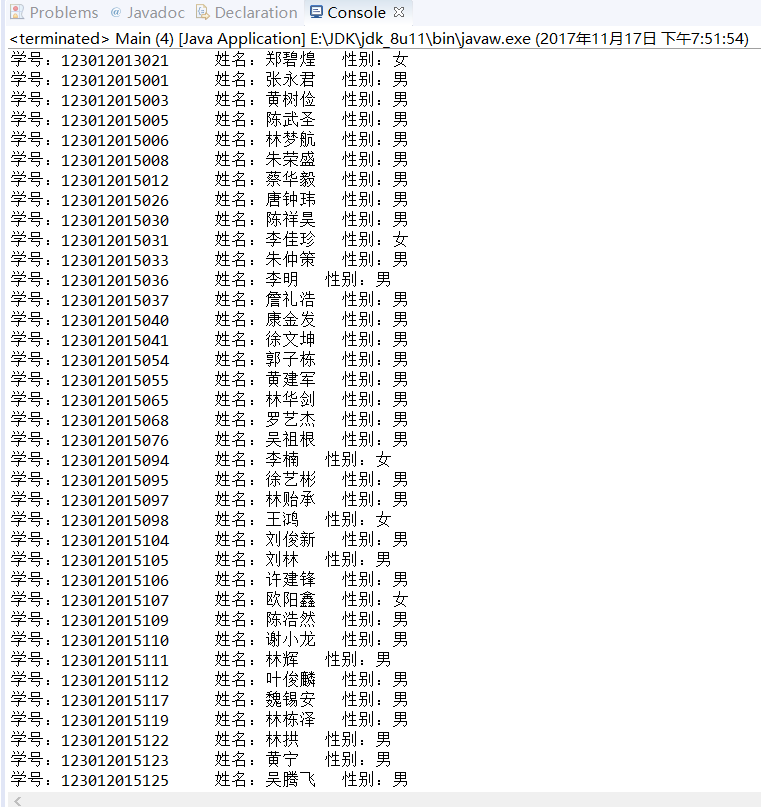 Problems @ Javadoc Declaration Console
<terminated> Main (4) [Java Application] E:\JDK\jdk_8u11\bin\javaw.exe (2017年11月17日 下午7:51:54)
学号：123012013021 姓名：郑碧煌 性别：女
学号：123012015001 姓名：张永君 性别：男
学号：123012015003 姓名：黄树俭 性别：男
学号：123012015005 姓名：陈武圣 性别：男
学号：123012015006 姓名：林梦航 性别：男
学号：123012015008 姓名：朱荣盛 性别：男
学号：123012015012 姓名：蔡华毅 性别：男
学号：123012015026 姓名：唐钟玮 性别：男
学号：123012015030 姓名：陈祥昊 性别：男
学号：123012015031 姓名：李佳珍 性别：女
学号：123012015033 姓名：朱仲策 性别：男
学号：123012015036 姓名：李明 性别：男
学号：123012015037 姓名：詹礼浩 性别：男
学号：123012015040 姓名：康金发 性别：男
学号：123012015041 姓名：徐文坤 性别：男
学号：123012015054 姓名：郭子栋 性别：男
学号：123012015055 姓名：黄建军 性别：男
学号：123012015065 姓名：林华剑 性别：男
学号：123012015068 姓名：罗艺杰 性别：男
学号：123012015076 姓名：吴祖根 性别：男
学号：123012015094 姓名：李楠 性别：女
学号：123012015095 姓名：徐艺彬 性别：男
学号：123012015097 姓名：林贻承 性别：男
学号：123012015098 姓名：王鸿 性别：女
学号：123012015104 姓名：刘俊新 性别：男
学号：123012015105 姓名：刘林 性别：男
学号：123012015106 姓名：许建锋 性别：男
学号：123012015107 姓名：欧阳鑫 性别：女
学号：123012015109 姓名：陈浩然 性别：男
学号：123012015110 姓名：谢小龙 性别：男
学号：123012015111 姓名：林辉 性别：男
学号：123012015112 姓名：叶俊麟 性别：男
学号：123012015117 姓名：魏锡安 性别：男
学号：123012015119 姓名：林栋泽 性别：男
学号：123012015122 姓名：林拱 性别：男
学号：123012015123 姓名：黄宁 性别：男
学号：123012015125 姓名：吴腾飞 性别：男